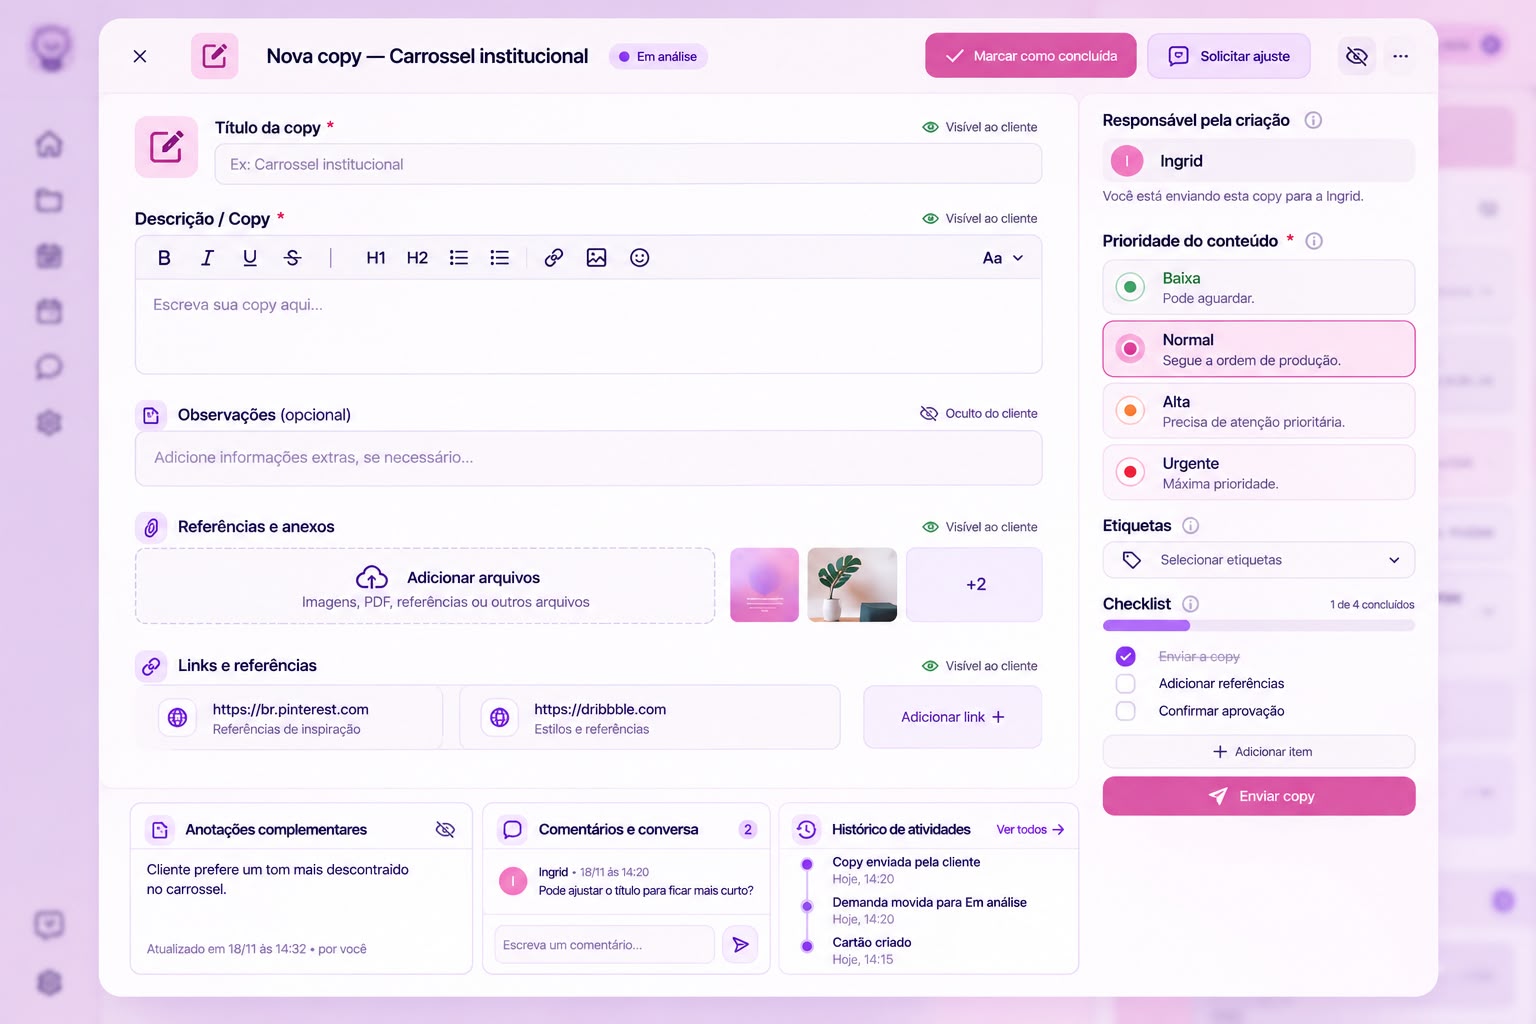 Nova copy — Carrossel institucional
Em análise
Marcar como concluída
Solicitar ajuste
Título da copy *
Visível ao cliente
Ex: Carrossel institucional
Descrição / Copy *
Visível ao cliente
B I U S H1 H2 Aa
Escreva sua copy aqui...
Observações (opcional)
Oculto do cliente
Adicione informações extras, se necessário...
Referências e anexos
Visível ao cliente
Adicionar arquivos
Imagens, PDF, referências ou outros arquivos
+2
Links e referências
Visível ao cliente
https://br.pinterest.com
Referências de inspiração
https://dribbble.com
Estilos e referências
Adicionar link +
Anotações complementares
Cliente prefere um tom mais descontraido
no carrossel.
Atualizado em 18/11 às 14:32 • por você
Comentários e conversa
2
I
Ingrid • 18/11 às 14:20
Pode ajustar o título para ficar mais curto?
Escreva um comentário...
Histórico de atividades
Ver todos →
Copy enviada pela cliente
Hoje, 14:20
Demanda movida para Em análise
Hoje, 14:20
Cartão criado
Hoje, 14:15
Responsável pela criação
I
Ingrid
Você está enviando esta copy para a Ingrid.
Prioridade do conteúdo *
Baixa
Pode aguardar.
Normal
Segue a ordem de produção.
Alta
Precisa de atenção prioritária.
Urgente
Máxima prioridade.
Etiquetas
Selecionar etiquetas
Checklist
1 de 4 concluídos
Enviar a copy
Adicionar referências
Confirmar aprovação
+ Adicionar item
Enviar copy